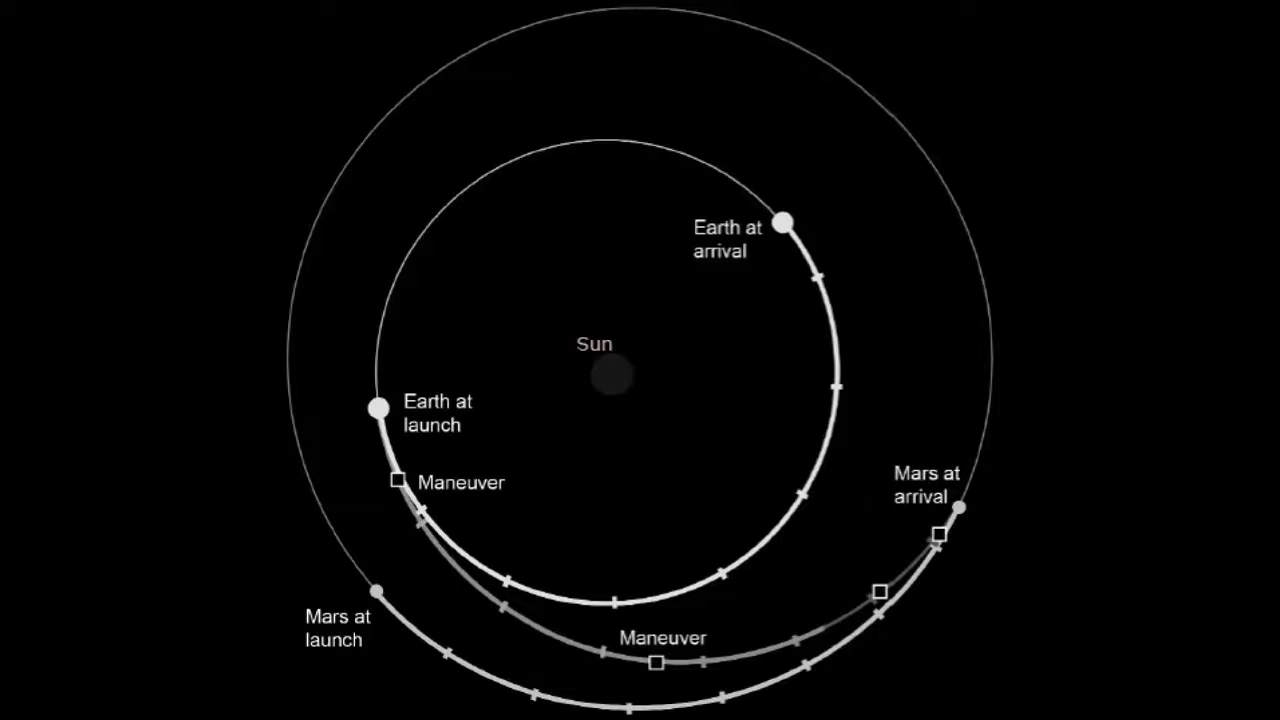 Earth at
arrival
Sun
Earth at
launch
Maneuver
Mars at
arrival
Mars at
launch
Maneuver